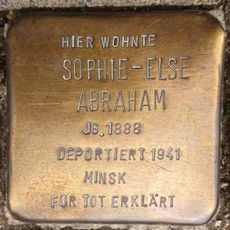 HIER WOHNTE
SOPHIE-ELSE
ABRAHAM
JG. 1888
DEPORTIERT 1941
MINSK
FÜR TOT ERKLÄRT